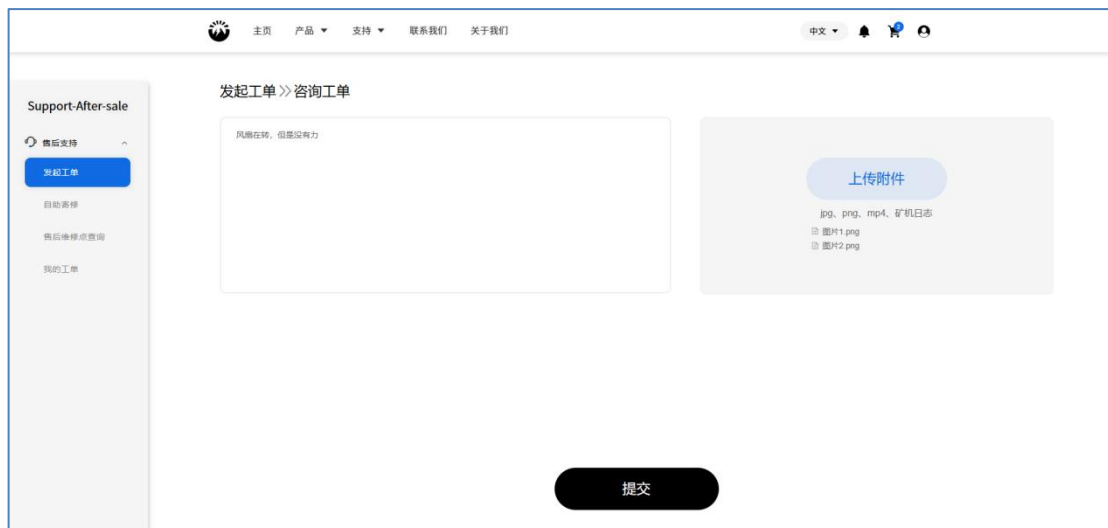 主页 产品 支持 联系我们 关于我们 中文 2
Support-After-sale
售后支持
发起工单
自助寄修
售后维修点查询
我的工单
发起工单>>咨询工单
风扇在转，但是没有力
上传附件
jpg、png、mp4、矿机日志
图片1.png
图片2.png
提交